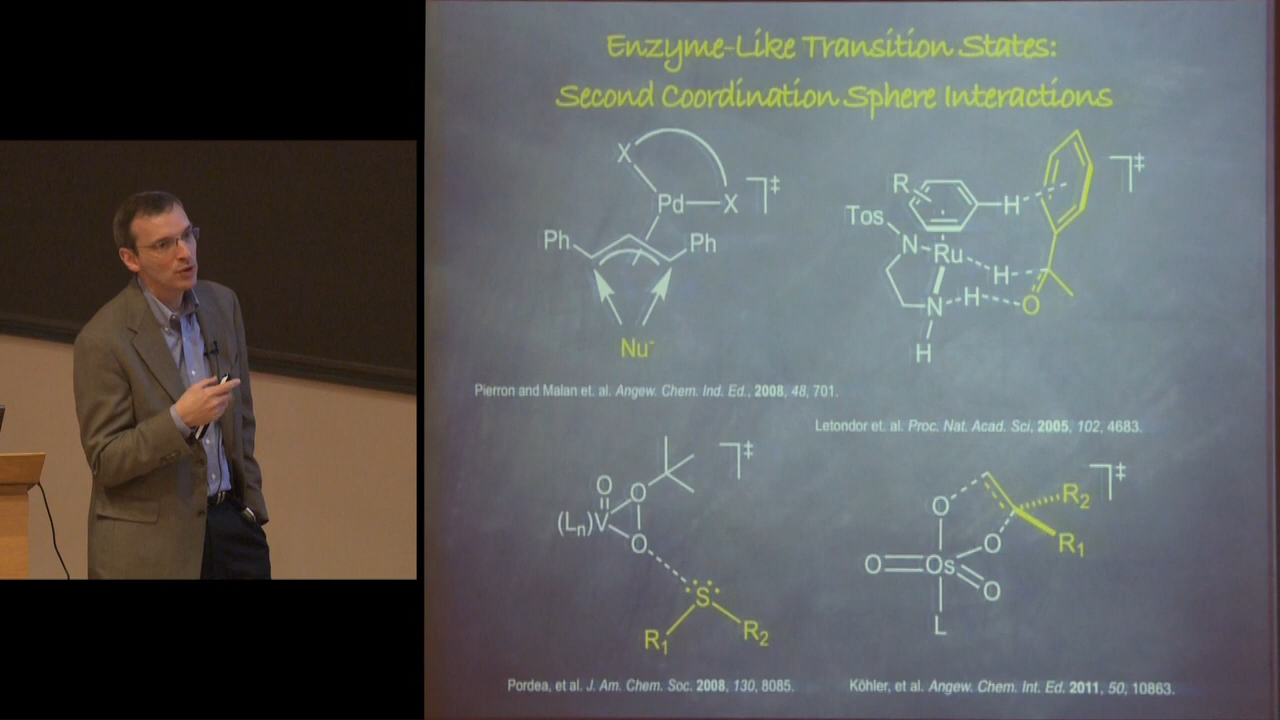 Enzyme-Like Transition States:
Second Coordination Sphere Interactions
X
Pd X ‡
Ph Ph
Nu-
R H ‡
Tos
N Ru H
N H O
H
Pierron and Malan et. al. Angew. Chem. Ind. Ed., 2008, 48, 701.
Letondor et. al. Proc. Nat. Acad. Sci, 2005, 102, 4683.
‡
O O
(Ln)V
O
S
R1 R2
‡
O R2
O R1
O Os
O
L
Pordea, et al. J. Am. Chem. Soc. 2008, 130, 8085.
Köhler, et al. Angew. Chem. Int. Ed. 2011, 50, 10863.